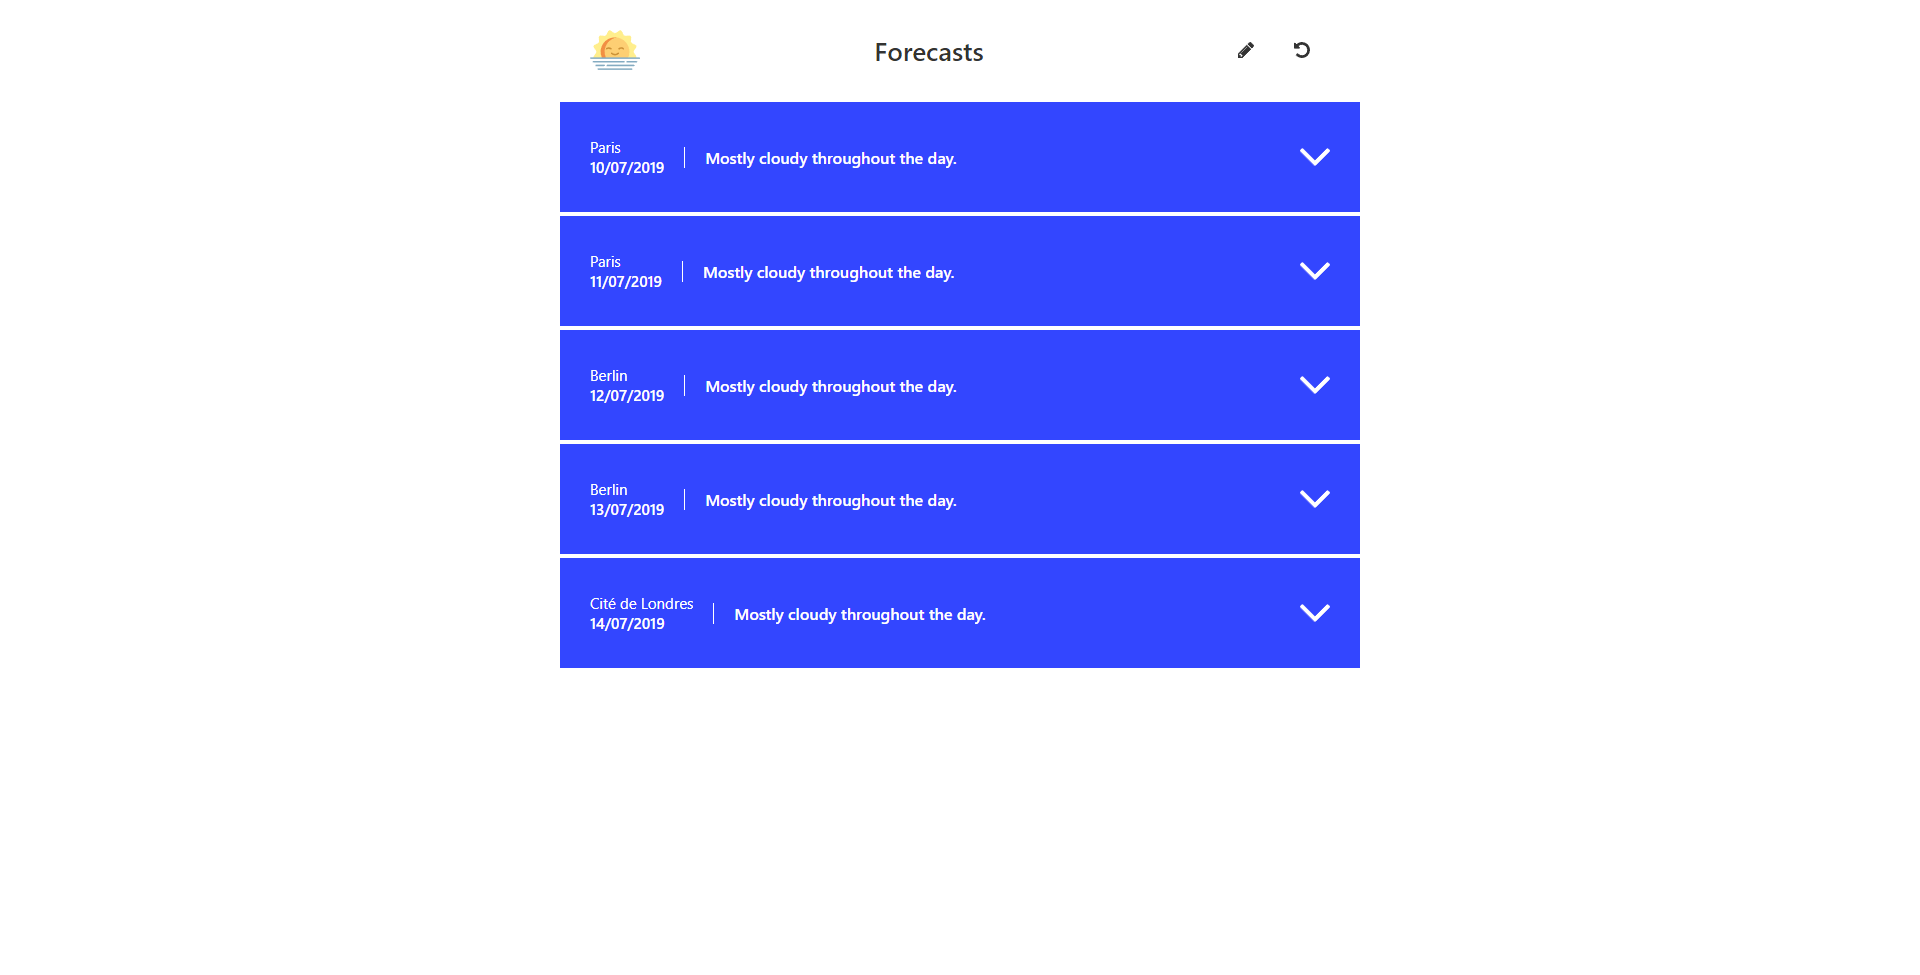 Forecasts
Paris
10/07/2019
Mostly cloudy throughout the day.
Paris
11/07/2019
Mostly cloudy throughout the day.
Berlin
12/07/2019
Mostly cloudy throughout the day.
Berlin
13/07/2019
Mostly cloudy throughout the day.
Cité de Londres
14/07/2019
Mostly cloudy throughout the day.